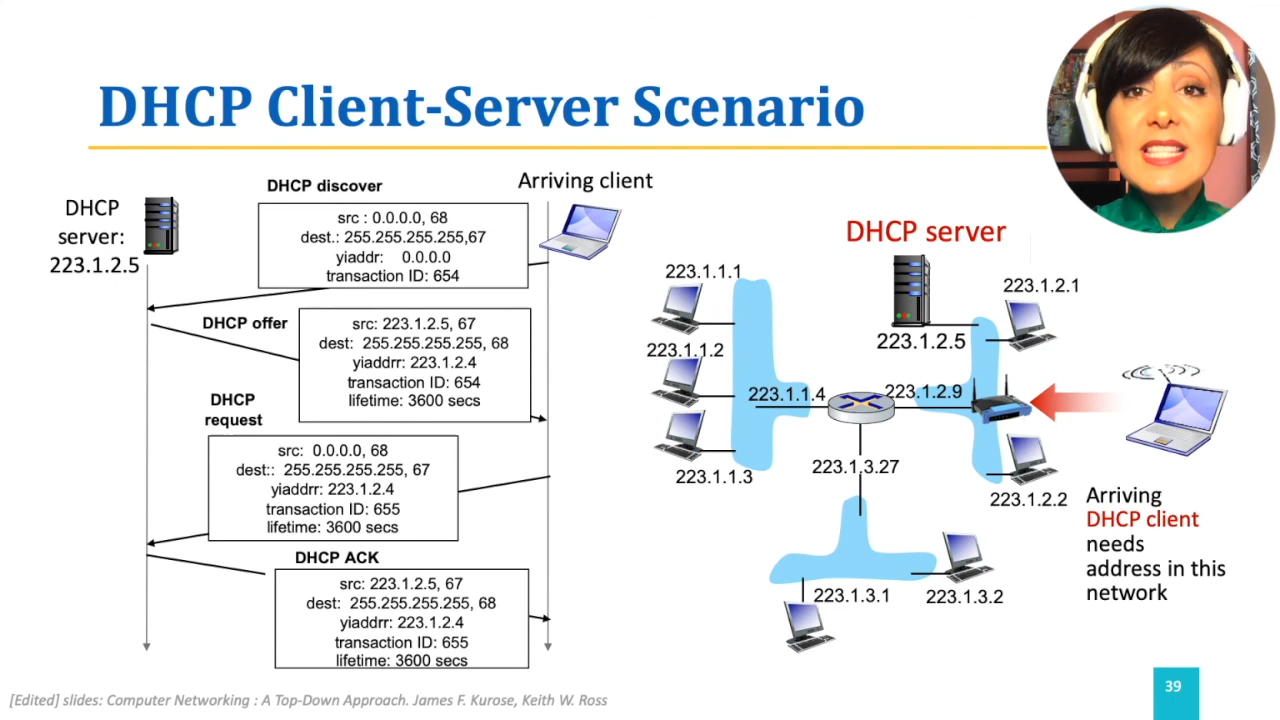 DHCP Client-Server Scenario
DHCP discover
Arriving client
DHCP
server:
223.1.2.5
src : 0.0.0.0, 68
dest.: 255.255.255.255,67
yiaddr: 0.0.0.0
transaction ID: 654
DHCP offer
src: 223.1.2.5, 67
dest: 255.255.255.255, 68
yiaddrr: 223.1.2.4
transaction ID: 654
lifetime: 3600 secs
DHCP
request
src: 0.0.0.0, 68
dest:: 255.255.255.255, 67
yiaddrr: 223.1.2.4
transaction ID: 655
lifetime: 3600 secs
DHCP ACK
src: 223.1.2.5, 67
dest: 255.255.255.255, 68
yiaddrr: 223.1.2.4
transaction ID: 655
lifetime: 3600 secs
DHCP server
223.1.1.1
223.1.2.1
223.1.2.5
223.1.1.2
223.1.1.4
223.1.2.9
223.1.1.3
223.1.3.27
223.1.2.2
Arriving
DHCP client
needs
address in this
network
223.1.3.1
223.1.3.2
39
[Edited] slides: Computer Networking : A Top-Down Approach. James F. Kurose, Keith W. Ross